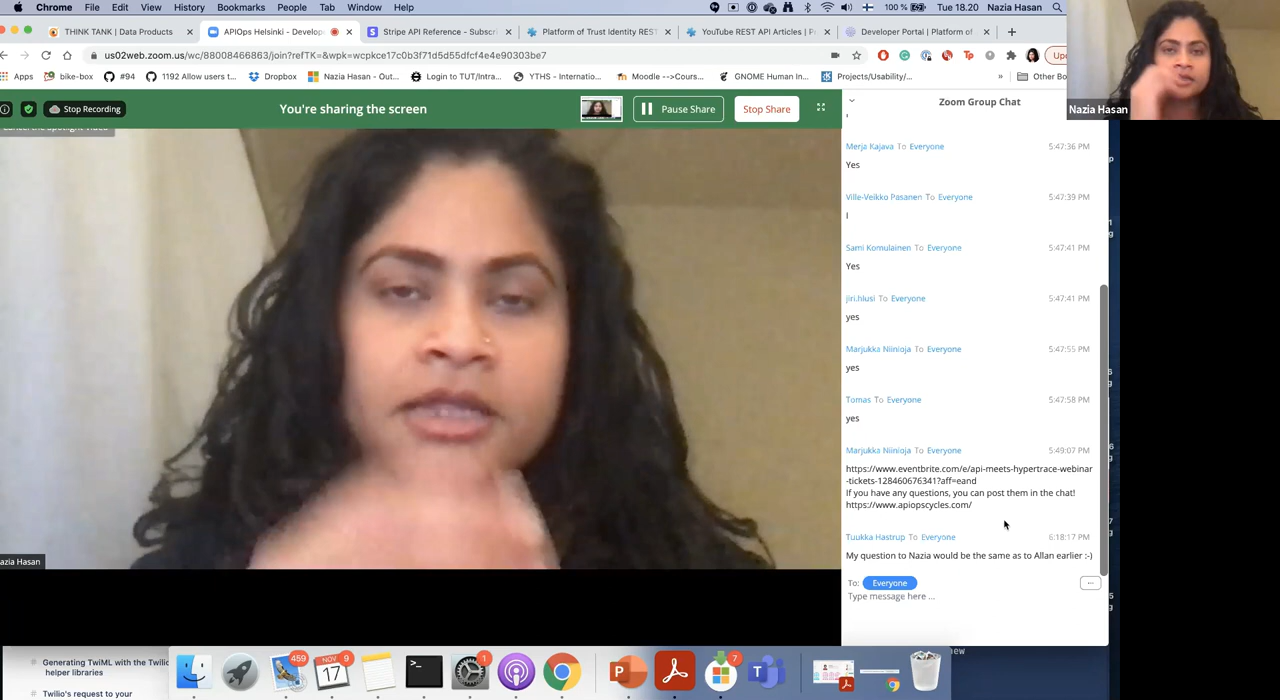 Chrome File Edit View History Bookmarks People Tab Window Help 100 % Tue 18.20 Nazia Hasan
THINK TANK | Data Products × APIOps Helsinki - Develop × Stripe API Reference - Subscri × Platform of Trust Identity REST × YouTube REST API Articles | P × Developer Portal | Platform of × +
us02web.zoom.us/wc/88008466863/join?refTK=&wpk=wcpkce17c0b3f71d5d55dfcf4e4e90303be7
Apps bike-box #94 1192 Allow users t... Dropbox Nazia Hasan - Out... Login to TUT/Intra... YTHS - Internatio... Moodle -->Cours... GNOME Human In... Projects/Usability/... » Other Bo
Stop Recording
You're sharing the screen
Pause Share
Stop Share
Zoom Group Chat
Nazia Hasan
Cancel the Spotlight Video
Merja Kajava To Everyone 5:47:36 PM
Yes
Ville-Veikko Pasanen To Everyone 5:47:39 PM
I
Sami Komulainen To Everyone 5:47:41 PM
Yes
jiri.hlusi To Everyone 5:47:41 PM
yes
Marjukka Niinioja To Everyone 5:47:55 PM
yes
Tomas To Everyone 5:47:58 PM
yes
Marjukka Niinioja To Everyone 5:49:07 PM
https://www.eventbrite.com/e/api-meets-hypertrace-webinar
-tickets-128460676341?aff=eand
If you have any questions, you can post them in the chat!
https://www.apiopscycles.com/
Tuukka Hastrup To Everyone 6:18:17 PM
My question to Nazia would be the same as to Allan earlier :-)
azia Hasan
To: Everyone
Type message here ...
# Generating TwiML with the Twilio
helper libraries
# Twilio's request to your
459
NOV 9
17
1
7